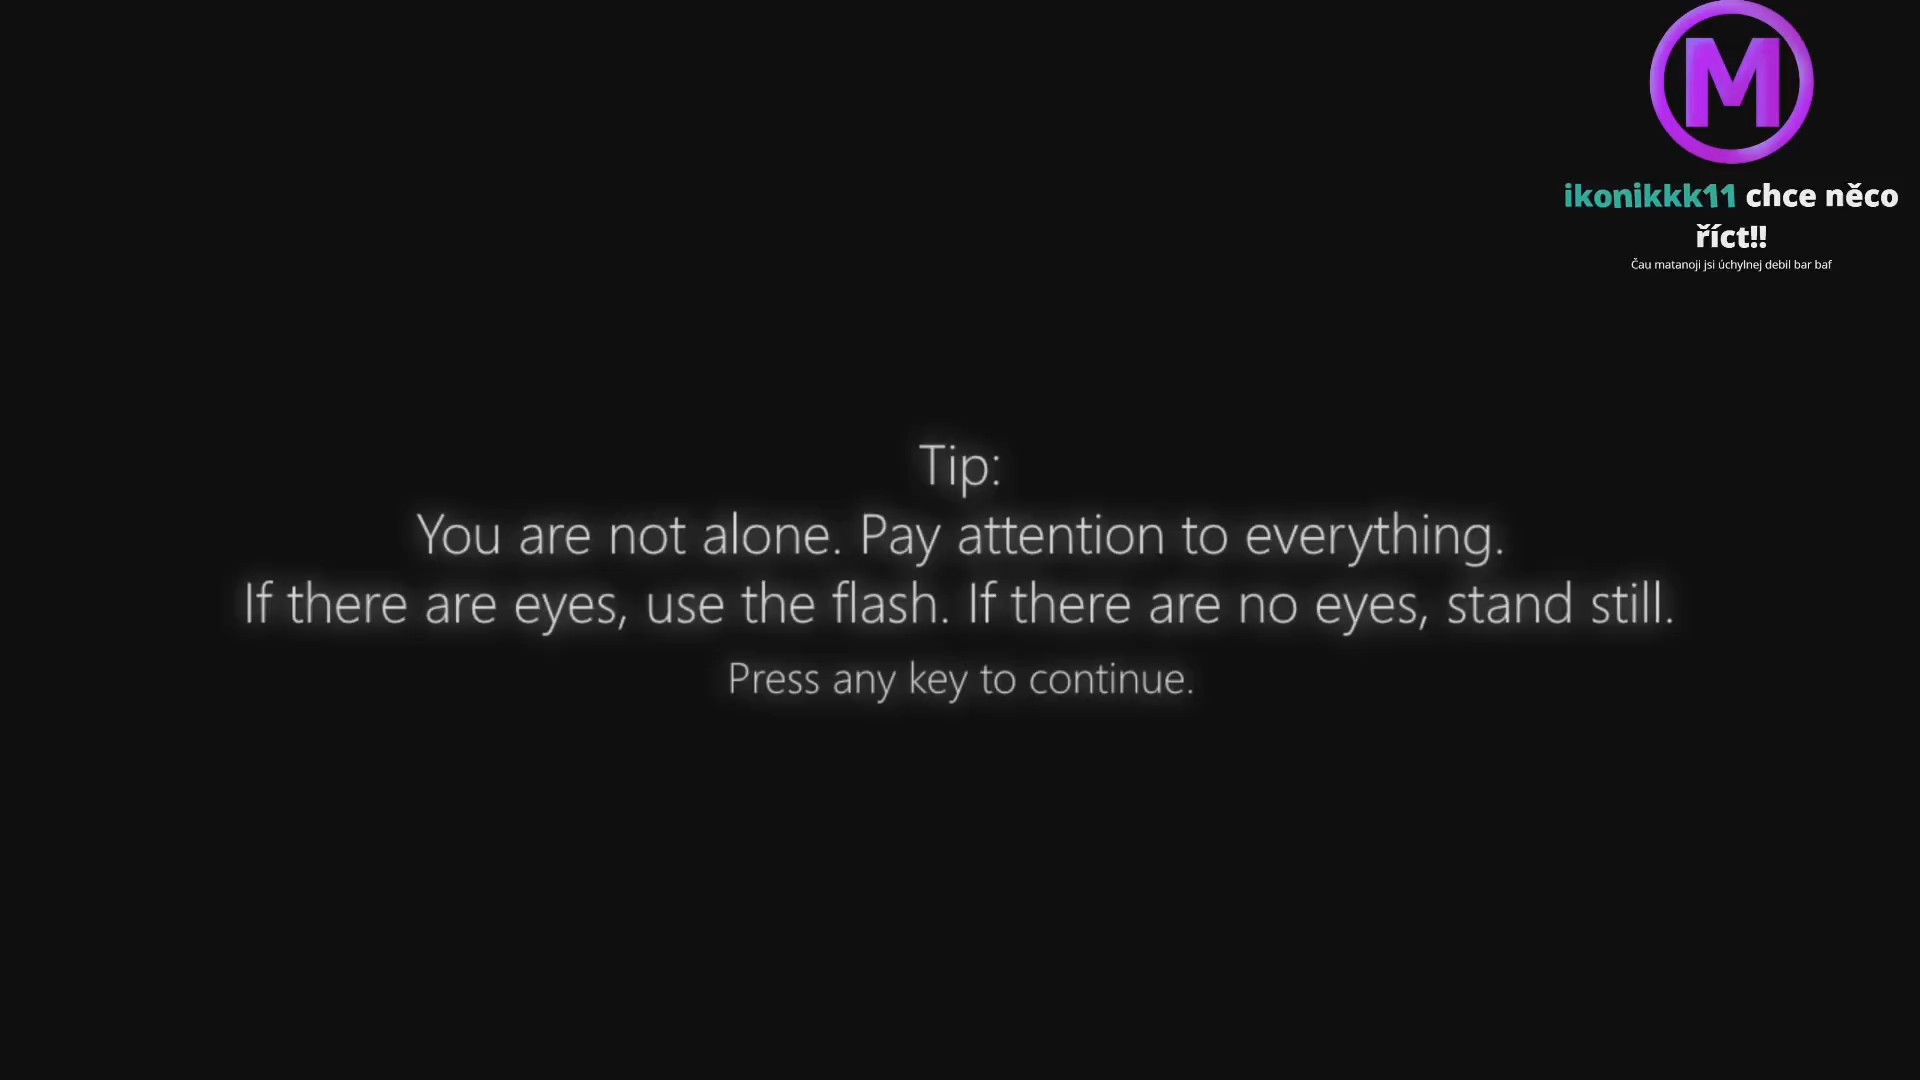 M
ikonikkk11 chce něco
říct!!
Čau matanoji jsi úchylnej debil bar baf
Tip:
You are not alone. Pay attention to everything.
If there are eyes, use the flash. If there are no eyes, stand still.
Press any key to continue.